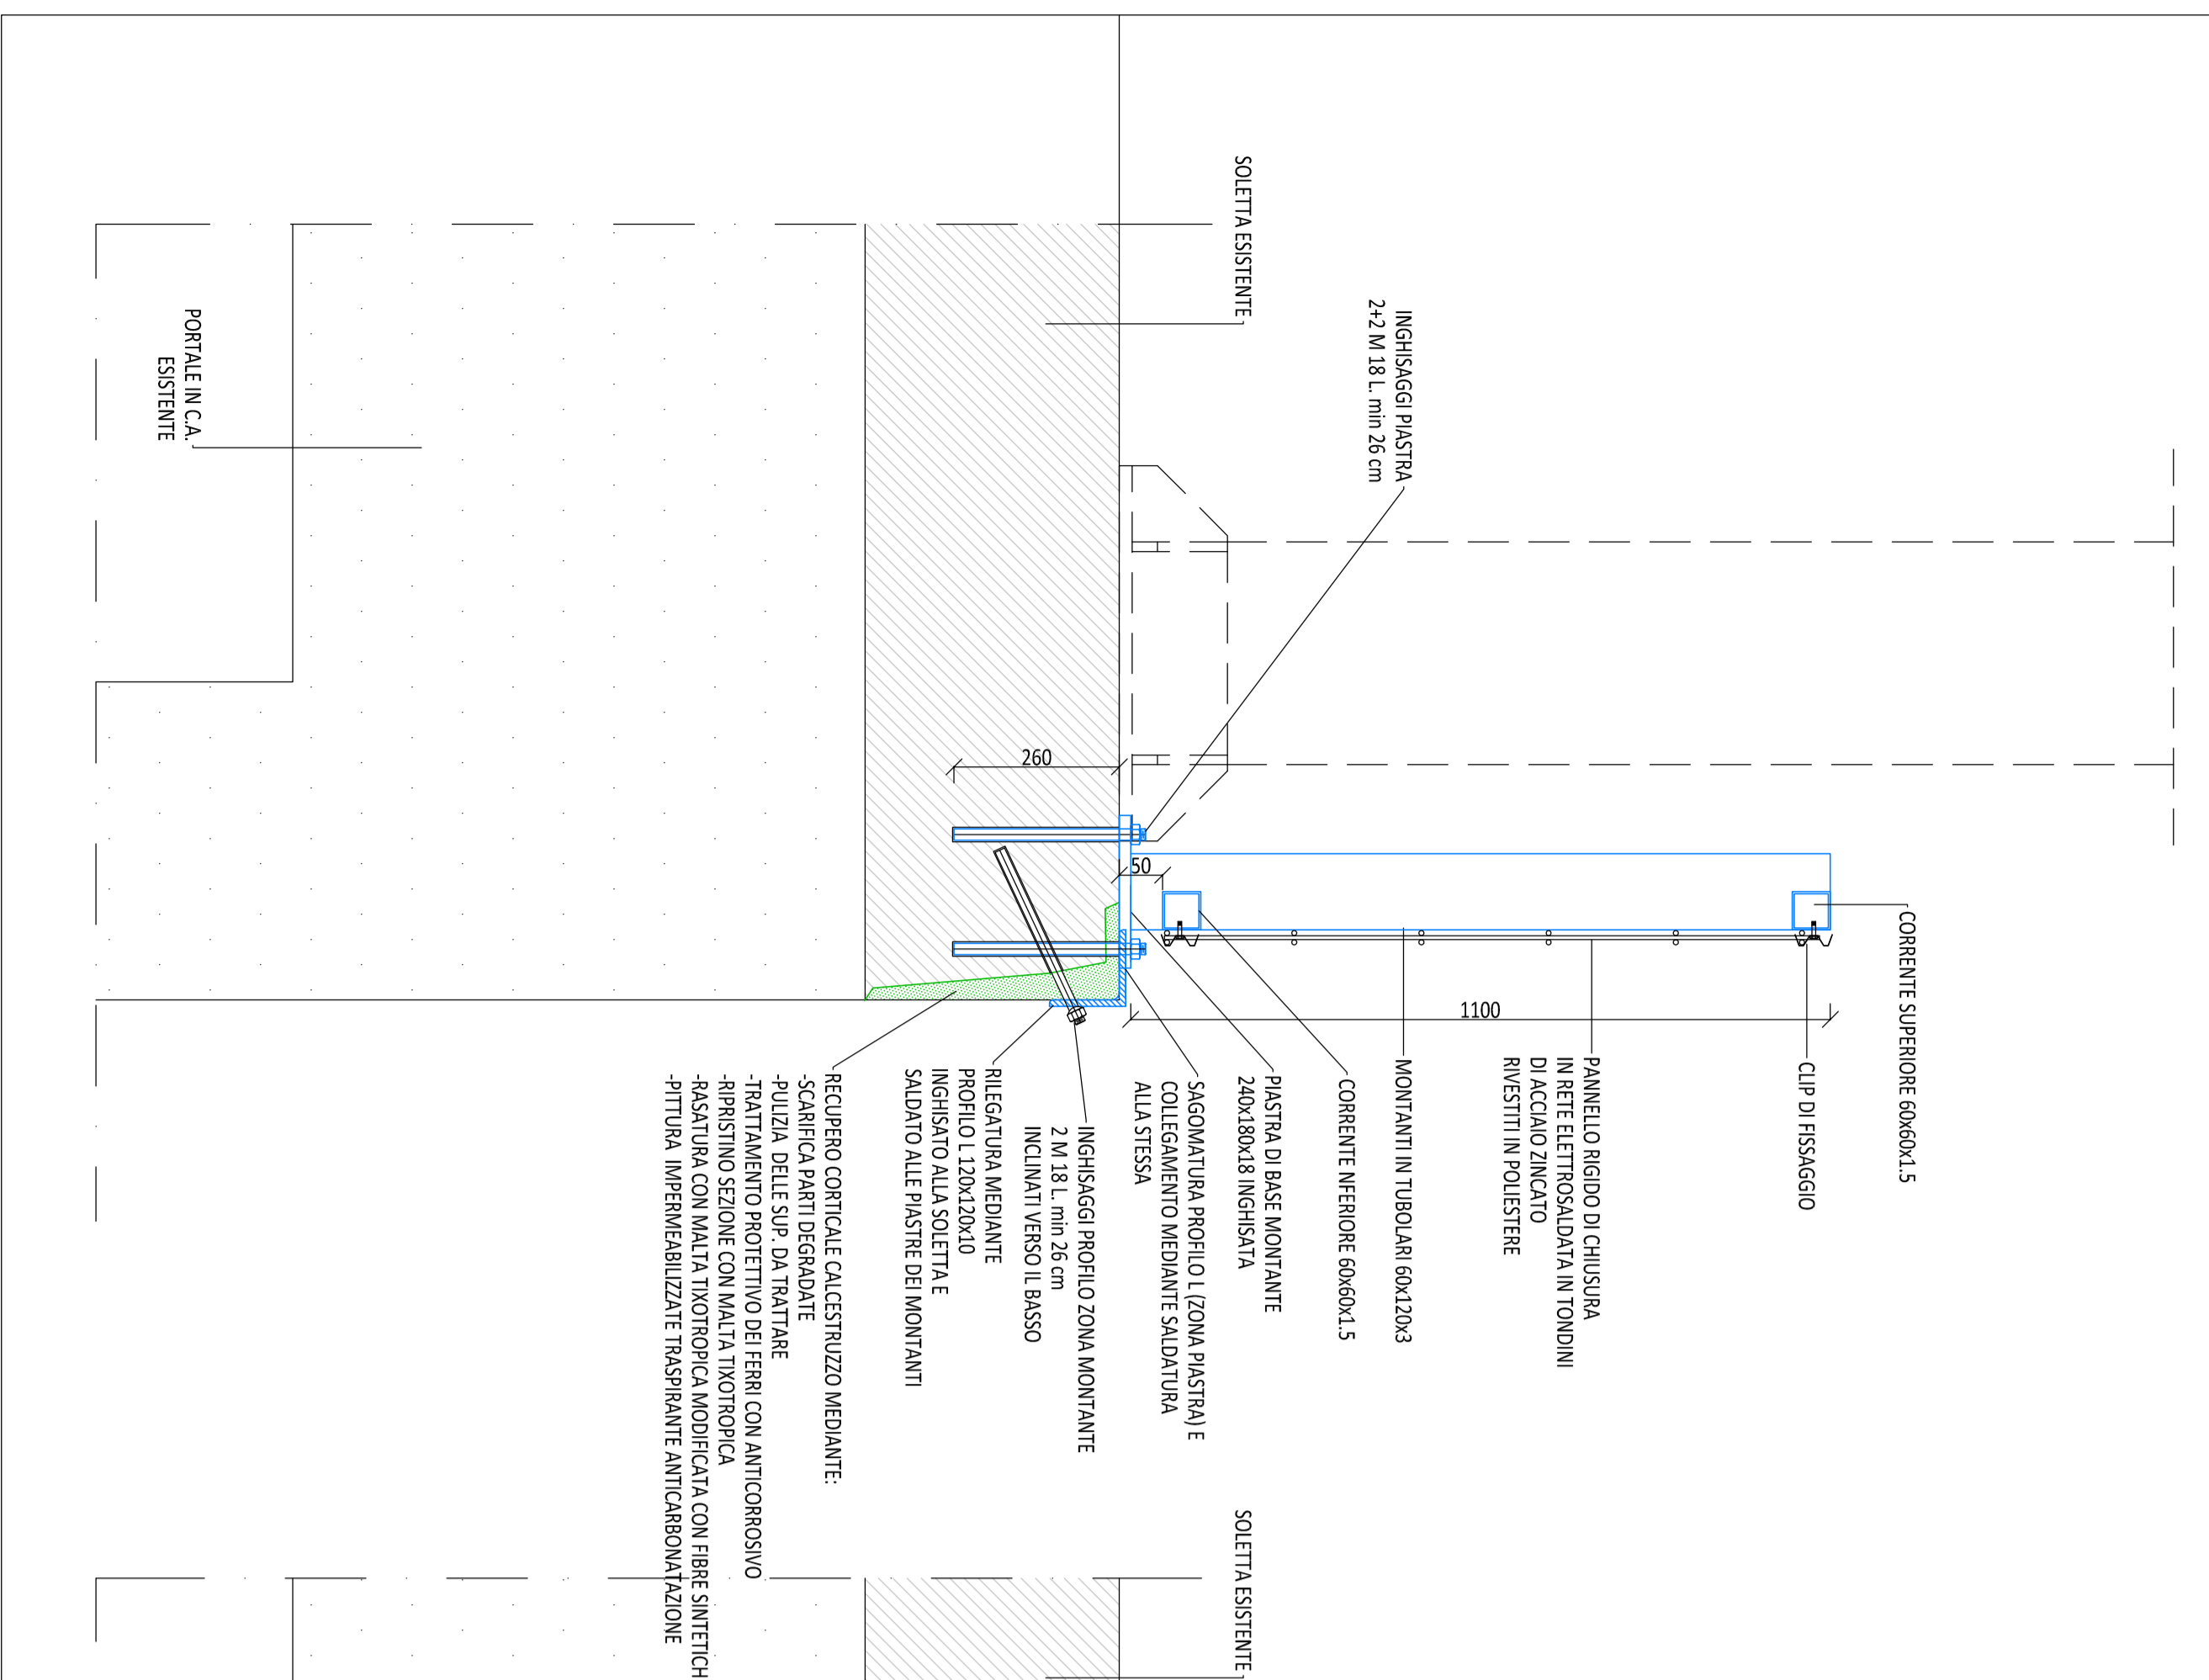 SOLETTA ESISTENTE
INGHISAGGI PIASTRA
2+2 M 18 L. min 26 cm
PORTALE IN C.A.
ESISTENTE
260
50
1100
CORRENTE SUPERIORE 60x60x1.5
CLIP DI FISSAGGIO
PANNELLO RIGIDO DI CHIUSURA
IN RETE ELETTROSALDATA IN TONDINI
DI ACCIAIO ZINCATO
RIVESTITI IN POLIESTERE
MONTANTI IN TUBOLARI 60x120x3
CORRENTE NFERIORE 60x60x1.5
PIASTRA DI BASE MONTANTE
240x180x18 INGHISATA
SAGOMATURA PROFILO L (ZONA PIASTRA) E
COLLEGAMENTO MEDIANTE SALDATURA
ALLA STESSA
INGHISAGGI PROFILO ZONA MONTANTE
2 M 18 L. min 26 cm
INCLINATI VERSO IL BASSO
RILEGATURA MEDIANTE
PROFILO L 120x120x10
INGHISATO ALLA SOLETTA E
SALDATO ALLE PIASTRE DEI MONTANTI
RECUPERO CORTICALE CALCESTRUZZO MEDIANTE:
-SCARIFICA PARTI DEGRADATE
-PULIZIA DELLE SUP. DA TRATTARE
-TRATTAMENTO PROTETTIVO DEI FERRI CON ANTICORROSIVO
-RIPRISTINO SEZIONE CON MALTA TIXOTROPICA
-RASATURA CON MALTA TIXOTROPICA MODIFICATA CON FIBRE SINTETICH
-PITTURA IMPERMEABILIZZATE TRASPIRANTE ANTICARBONATAZIONE
SOLETTA ESISTENTE